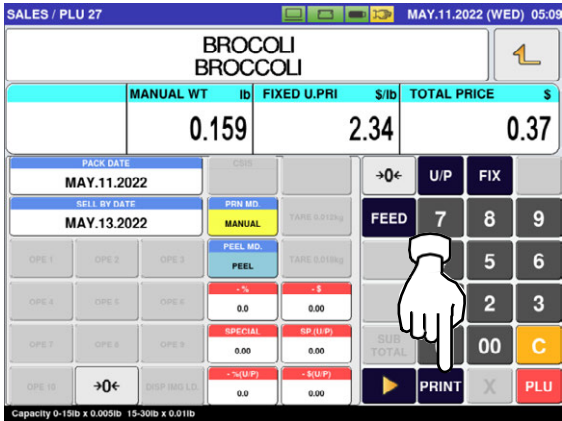 SALES / PLU 27
MAY.11.2022 (WED) 05:09
BROCOLI
BROCCOLI
MANUAL WT lb FIXED U.PRI $/lb TOTAL PRICE $
0.159 2.34 0.37
PACK DATE
MAY.11.2022
CSIS
→0← U/P FIX
SELL BY DATE
MAY.13.2022
PRN MD.
MANUAL
TARE 0.012kg
FEED 7 8 9
OPE 1 OPE 2 OPE 3
PEEL MD.
PEEL
TARE 0.018kg
5 6
OPE 4 OPE 5 OPE 6
- %
0.0
- $
0.00
2 3
OPE 7 OPE 8 OPE 9
SPECIAL
0.00
SP.(U/P)
0.00
SUB TOTAL
00 C
OPE 10 →0← DISP IMG LD.
- %(U/P)
0.0
- $(U/P)
0.00
PRINT X PLU
Capacity 0-15lb x 0.005lb 15-30lb x 0.01lb